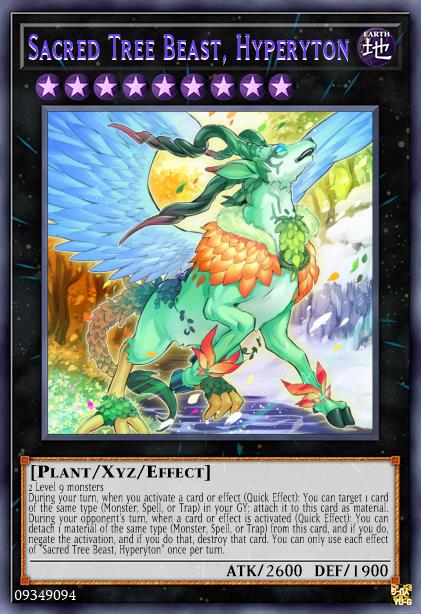 SACRED TREE BEAST, HYPERYTON
EARTH
地
[PLANT/XYZ/EFFECT]
2 Level 9 monsters
During your turn, when you activate a card or effect (Quick Effect): You can target 1 card
of the same type (Monster, Spell, or Trap) in your GY; attach it to this card as material.
During your opponent's turn, when a card or effect is activated (Quick Effect): You can
detach 1 material of the same type (Monster, Spell, or Trap) from this card, and if you do,
negate the activation, and if you do that, destroy that card. You can only use each effect
of "Sacred Tree Beast, Hyperyton" once per turn.
ATK/2600 DEF/1900
09349094